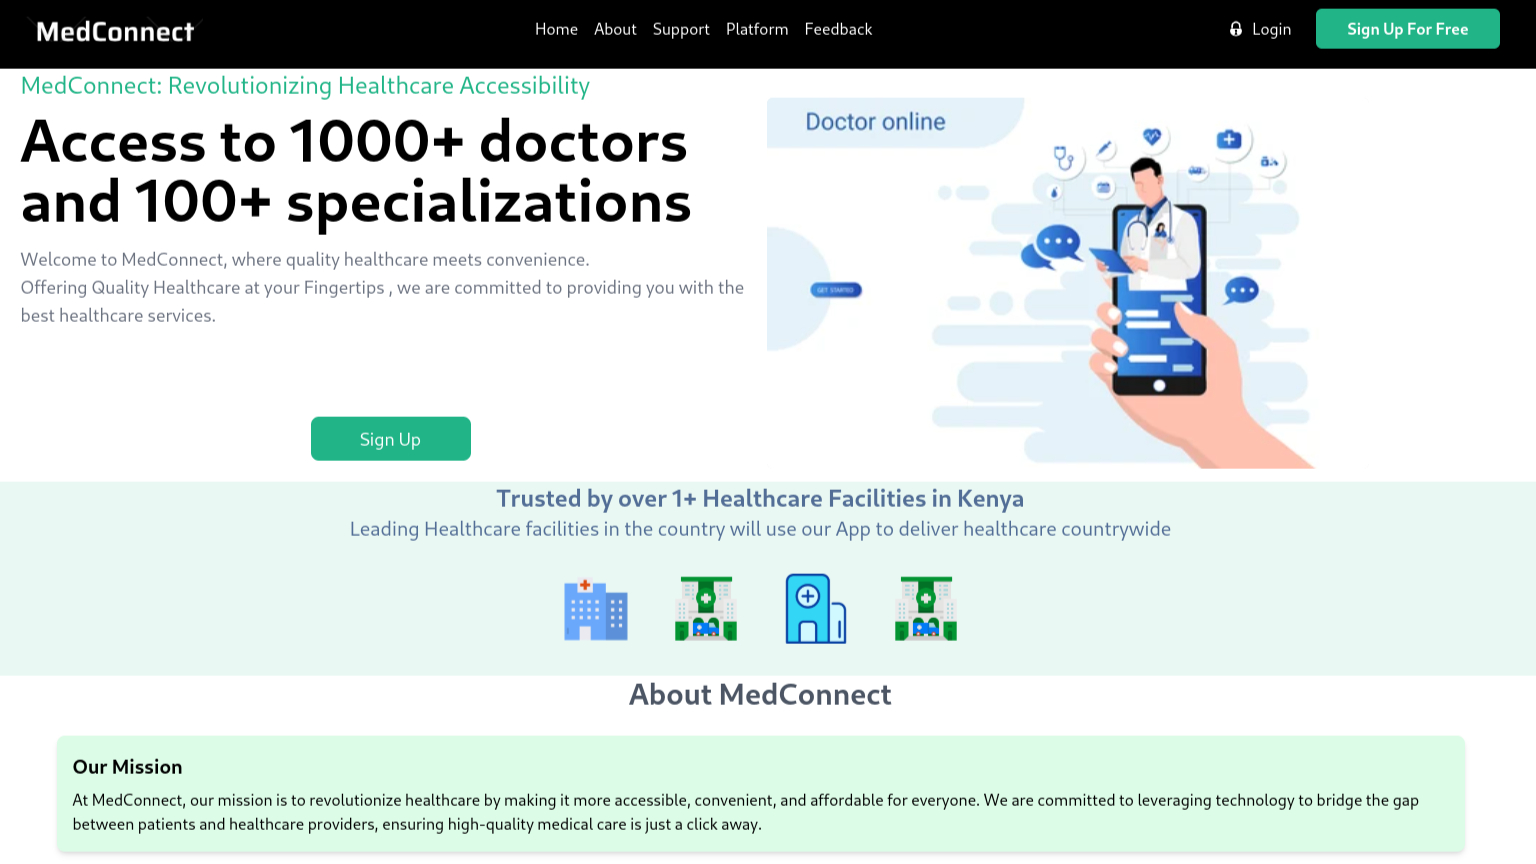 MedConnect
Home About Support Platform Feedback
Login
Sign Up For Free
MedConnect: Revolutionizing Healthcare Accessibility
Access to 1000+ doctors
and 100+ specializations
Welcome to MedConnect, where quality healthcare meets convenience.
Offering Quality Healthcare at your Fingertips , we are committed to providing you with the
best healthcare services.
Sign Up
Doctor online
GET STARTED
Trusted by over 1+ Healthcare Facilities in Kenya
Leading Healthcare facilities in the country will use our App to deliver healthcare countrywide
About MedConnect
Our Mission
At MedConnect, our mission is to revolutionize healthcare by making it more accessible, convenient, and affordable for everyone. We are committed to leveraging technology to bridge the gap
between patients and healthcare providers, ensuring high-quality medical care is just a click away.